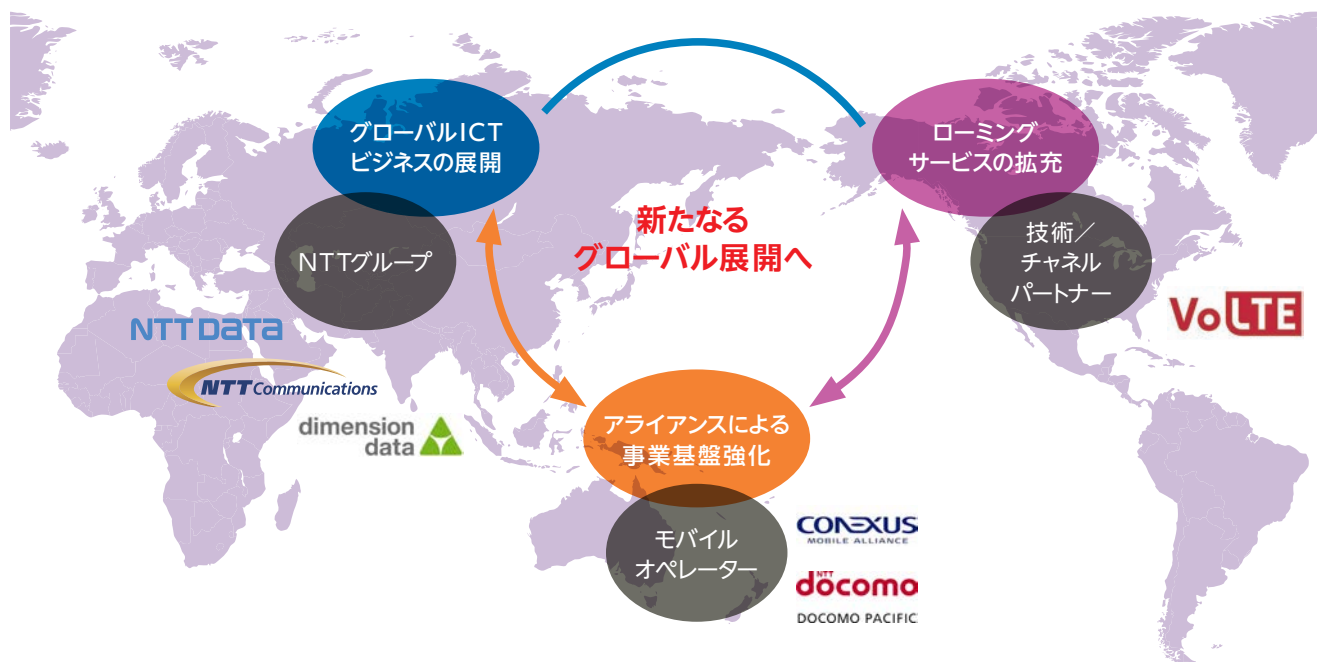 グローバルICT
ビジネスの展開
NTTグループ
NTT DATA
NTT Communications
dimension
data
新たなる
グローバル展開へ
ローミング
サービスの拡充
技術／
チャネル
パートナー
VoLTE
アライアンスによる
事業基盤強化
モバイル
オペレーター
CONEXUS
MOBILE ALLIANCE
NTT
docomo
DOCOMO PACIFIC